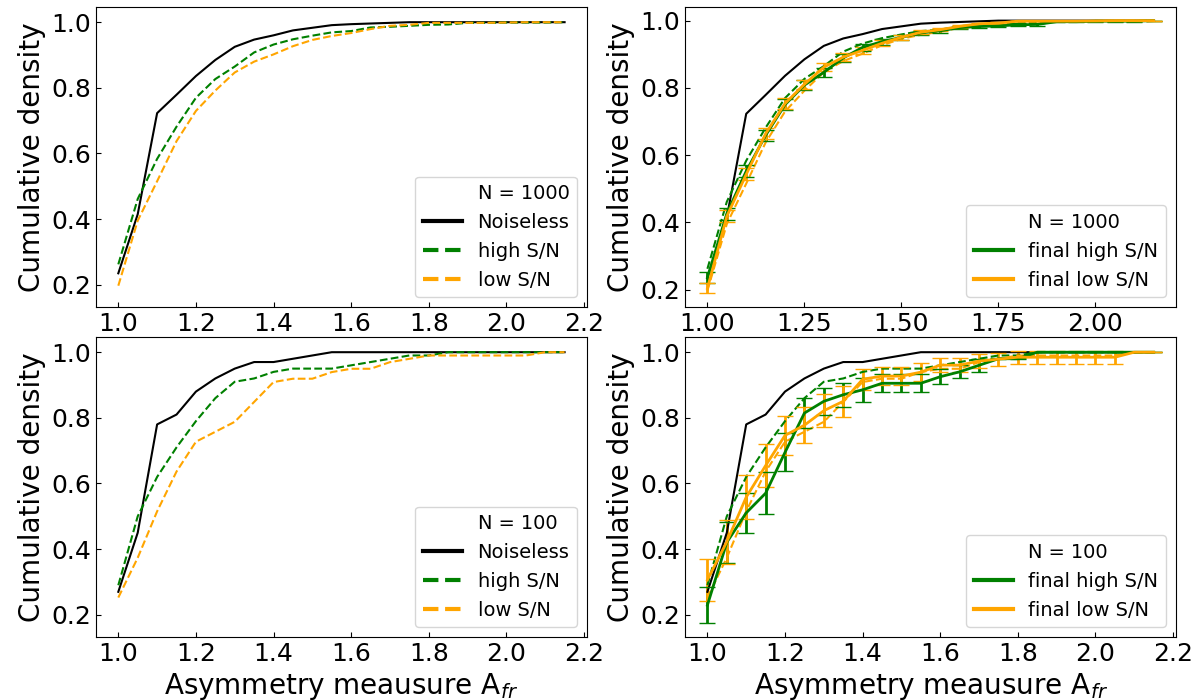 Cumulative density
1.0
0.8
0.6
0.4
0.2
N = 1000
Noiseless
high S/N
low S/N
1.0 1.2 1.4 1.6 1.8 2.0 2.2
Cumulative density
1.0
0.8
0.6
0.4
0.2
N = 1000
final high S/N
final low S/N
1.00 1.25 1.50 1.75 2.00
Cumulative density
1.0
0.8
0.6
0.4
0.2
N = 100
Noiseless
high S/N
low S/N
1.0 1.2 1.4 1.6 1.8 2.0 2.2
Asymmetry meausure A_{fr}
Cumulative density
1.0
0.8
0.6
0.4
0.2
N = 100
final high S/N
final low S/N
1.0 1.2 1.4 1.6 1.8 2.0 2.2
Asymmetry meausure A_{fr}